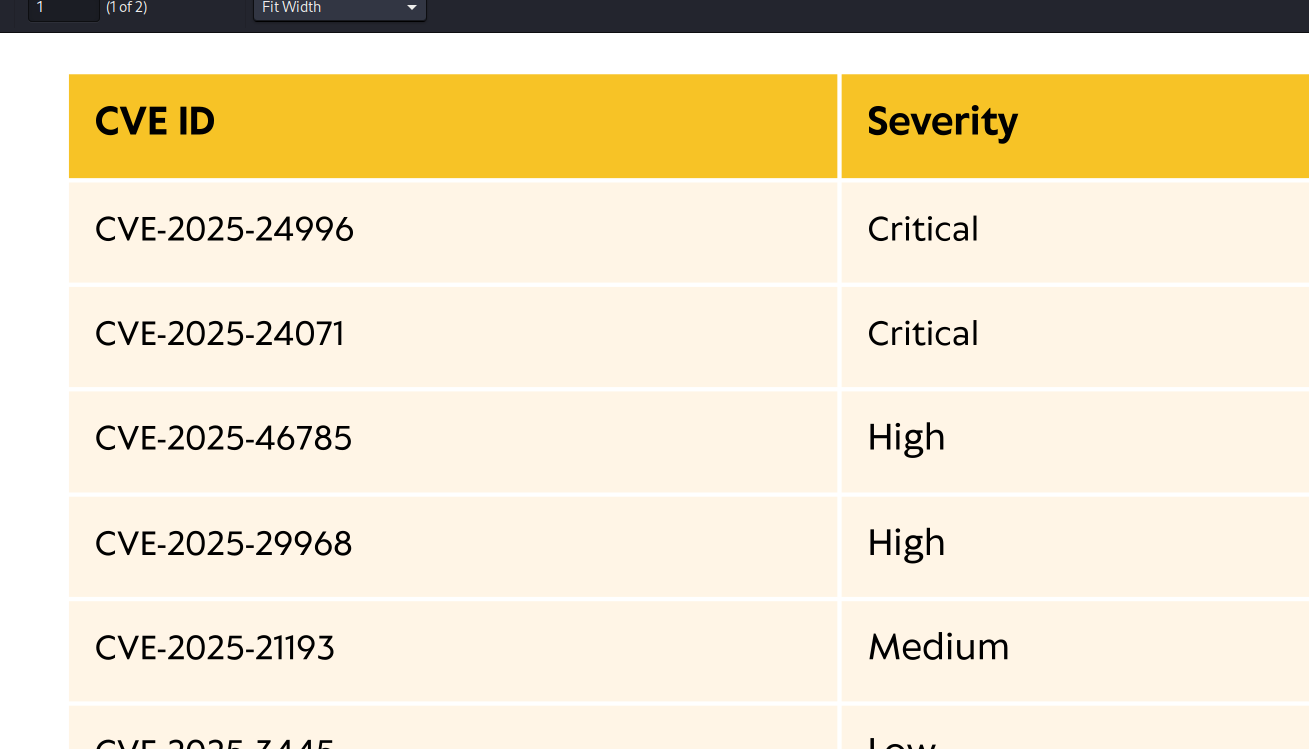 1 (1 of 2) Fit Width
CVE ID Severity
CVE-2025-24996 Critical
CVE-2025-24071 Critical
CVE-2025-46785 High
CVE-2025-29968 High
CVE-2025-21193 Medium
CVE-2025-3445 Low